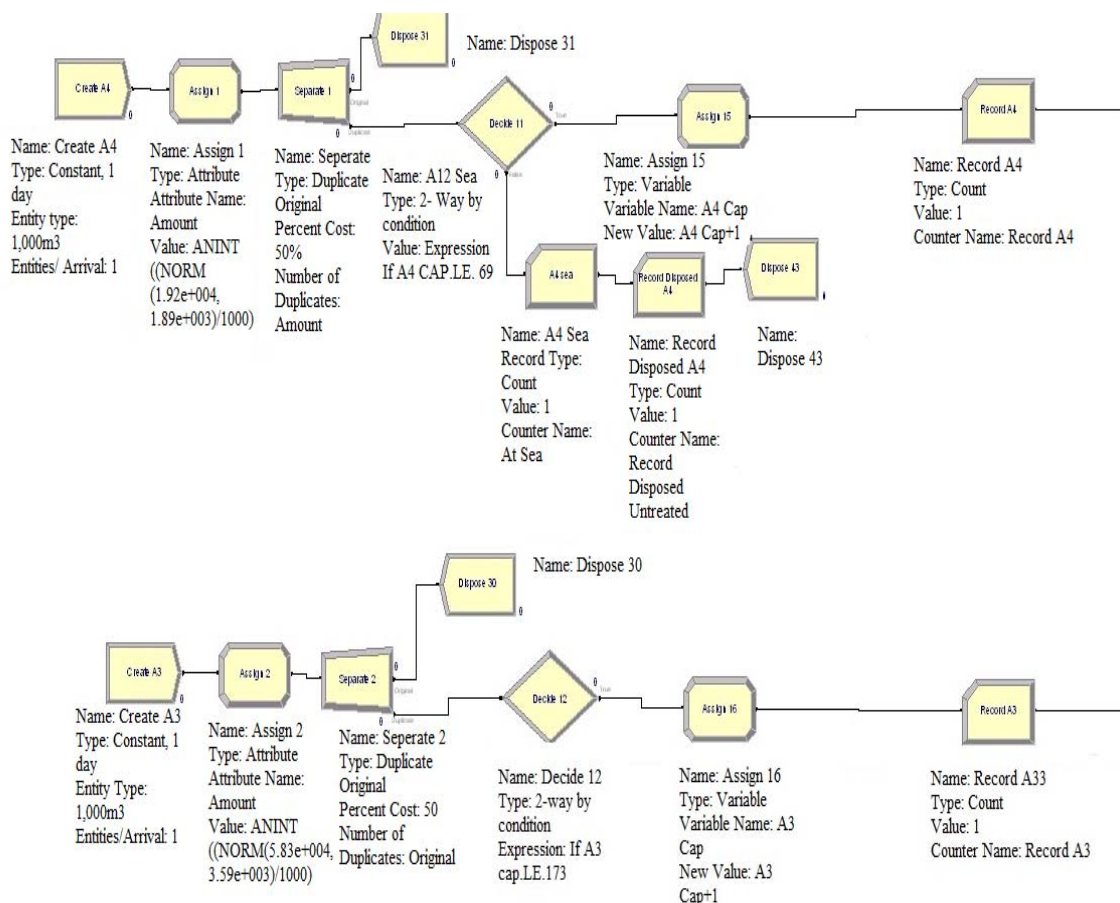 Dispose 31
0
Name: Dispose 31
Create A4
0
Assign 1
Separate 1
0
Original
0
Duplicate
Decide 11
0
True
0
False
Assign 15
Record A4
Name: Create A4
Type: Constant, 1
day
Entity type:
1,000m3
Entities/ Arrival: 1
Name: Assign 1
Type: Attribute
Attribute Name:
Amount
Value: ANINT
((NORM
(1.92e+004,
1.89e+003)/1000)
Name: Seperate
Type: Duplicate
Original
Percent Cost:
50%
Number of
Duplicates:
Amount
Name: A12 Sea
Type: 2- Way by
condition
Value: Expression
If A4 CAP.LE. 69
Name: Assign 15
Type: Variable
Variable Name: A4 Cap
New Value: A4 Cap+1
Name: Record A4
Type: Count
Value: 1
Counter Name: Record A4
A4 sea
Record Disposed
A4
Dispose 43
0
Name: A4 Sea
Record Type:
Count
Value: 1
Counter Name:
At Sea
Name: Record
Disposed A4
Type: Count
Value: 1
Counter Name:
Record
Disposed
Untreated
Name:
Dispose 43
Dispose 30
0
Name: Dispose 30
Create A3
0
Assign 2
Separate 2
0
Original
0
Duplicate
Decide 12
0
True
Assign 16
Record A3
Name: Create A3
Type: Constant, 1
day
Entity Type:
1,000m3
Entities/Arrival: 1
Name: Assign 2
Type: Attribute
Attribute Name:
Amount
Value: ANINT
((NORM(5.83e+004,
3.59e+003)/1000)
Name: Seperate 2
Type: Duplicate
Original
Percent Cost: 50
Number of
Duplicates: Original
Name: Decide 12
Type: 2-way by
condition
Expression: If A3
cap.LE.173
Name: Assign 16
Type: Variable
Variable Name: A3
Cap
New Value: A3
Cap+1
Name: Record A33
Type: Count
Value: 1
Counter Name: Record A3